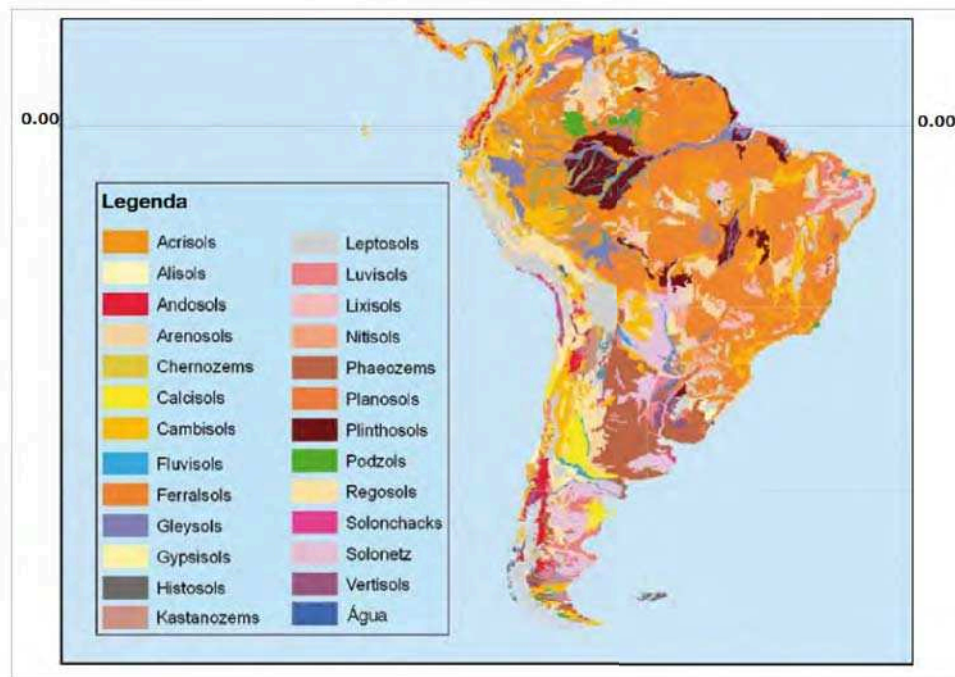 0.00
0.00
Legenda
Acrisols
Alisols
Andosols
Arenosols
Chernozems
Calcisols
Cambisols
Fluvisols
Ferralsols
Gleysols
Gypsisols
Histosols
Kastanozems
Leptosols
Luvisols
Lixisols
Nitisols
Phaeozems
Planosols
Plinthosols
Podzols
Regosols
Solonchacks
Solonetz
Vertisols
Água